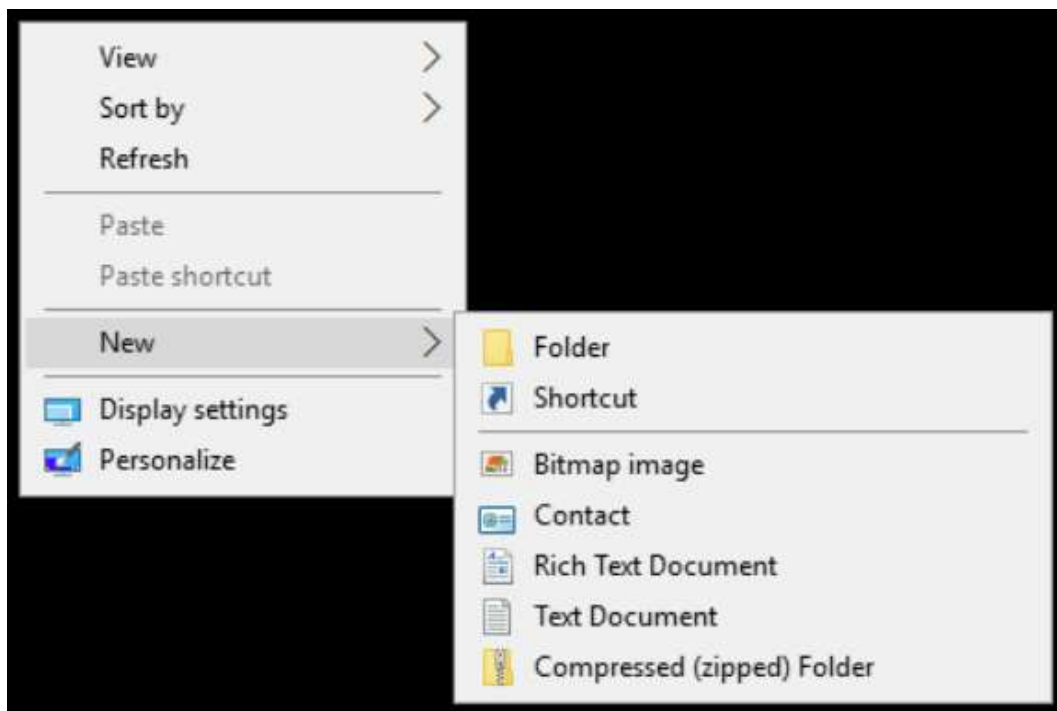 View
Sort by
Refresh
Paste
Paste shortcut
New
Display settings
Personalize
Folder
Shortcut
Bitmap image
Contact
Rich Text Document
Text Document
Compressed (zipped) Folder